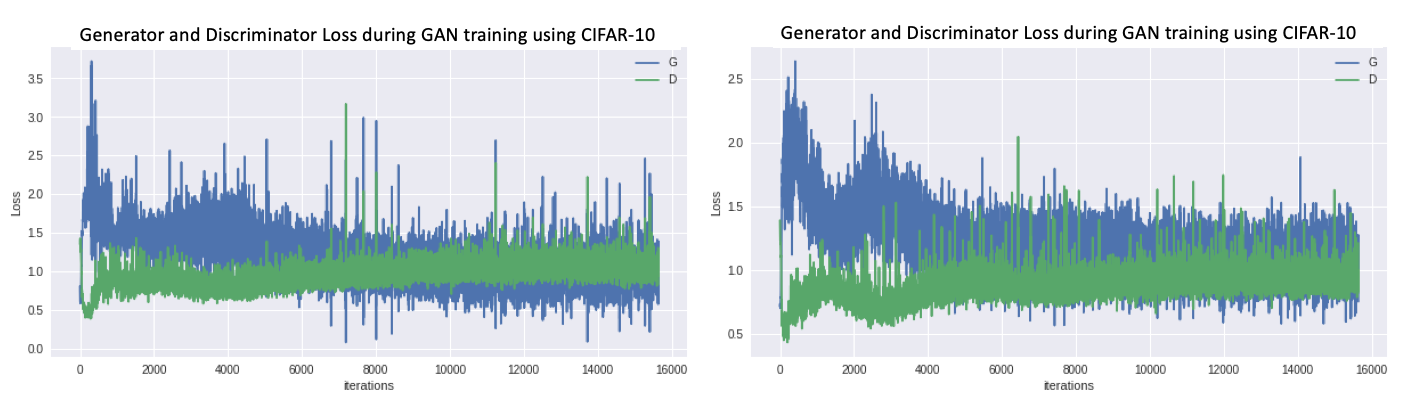 Generator and Discriminator Loss during GAN training using CIFAR-10
G
D
3.5
3.0
2.5
2.0
1.5
1.0
0.5
0.0
Loss
0 2000 4000 6000 8000 10000 12000 14000 16000
iterations
Generator and Discriminator Loss during GAN training using CIFAR-10
G
D
2.5
2.0
1.5
1.0
0.5
Loss
0 2000 4000 6000 8000 10000 12000 14000 16000
iterations